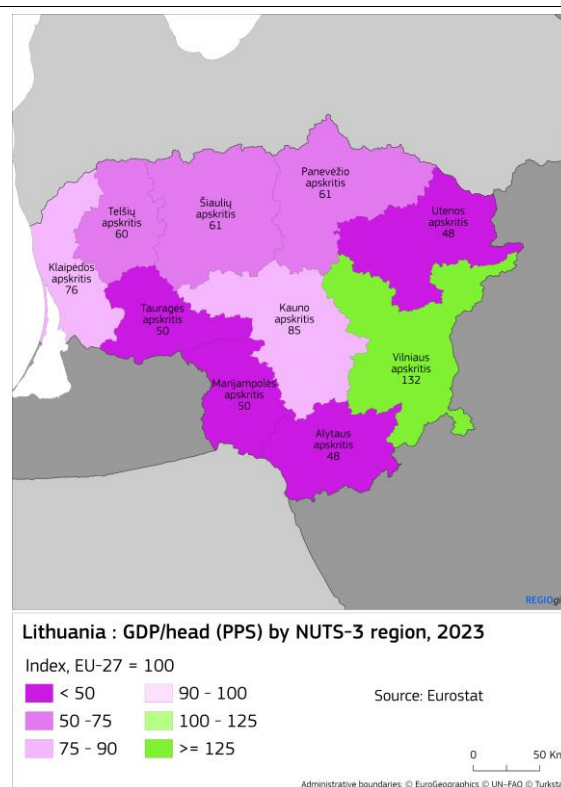 Panevėžio
apskritis
61
Šiaulių
apskritis
61
Telšių
apskritis
60
Utenos
apskritis
48
Klaipėdos
apskritis
76
Tauragės
apskritis
50
Kauno
apskritis
85
Vilniaus
apskritis
132
Marijampolės
apskritis
50
Alytaus
apskritis
48
Lithuania : GDP/head (PPS) by NUTS-3 region, 2023
Index, EU-27 = 100
< 50
50 -75
75 - 90
90 - 100
100 - 125
>= 125
Source: Eurostat
0 50 Km
Administrative boundaries: © EuroGeographics © UN-FAO © Turkstat